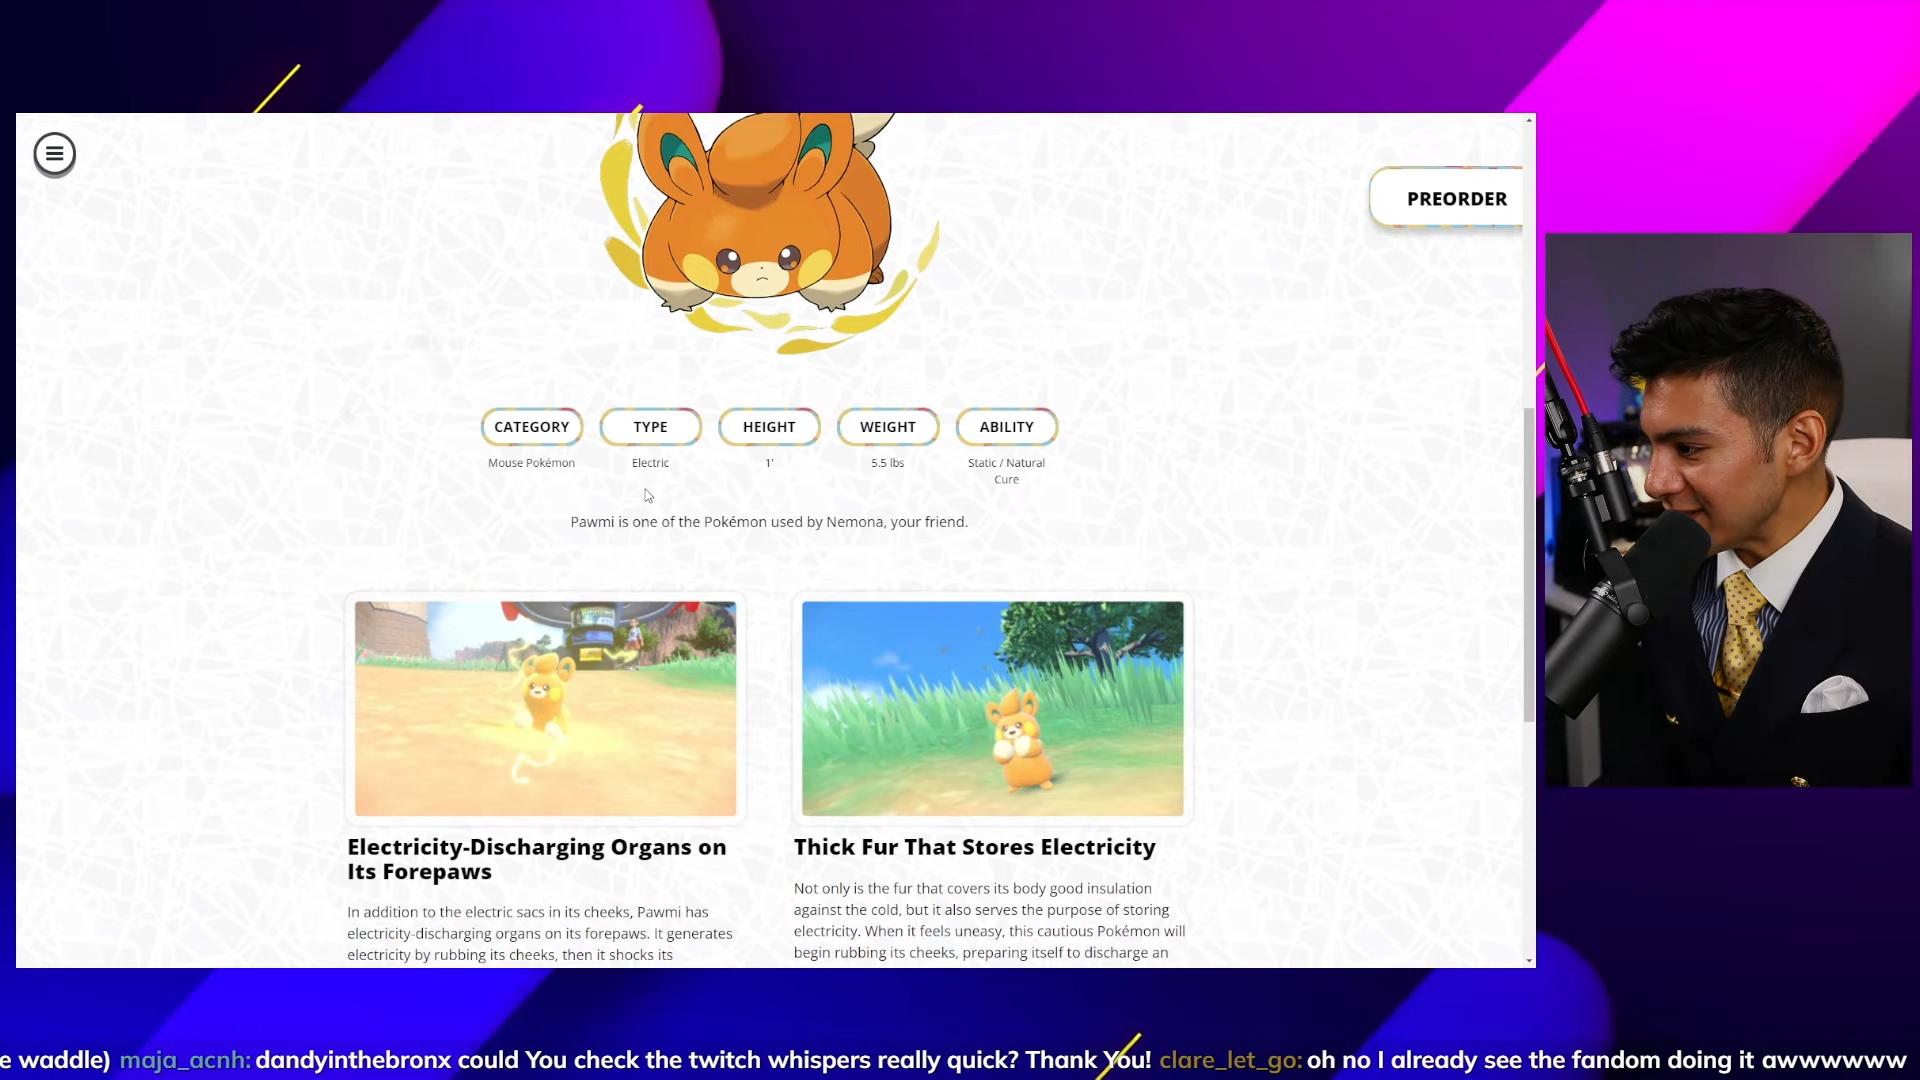 PREORDER
CATEGORY TYPE HEIGHT WEIGHT ABILITY
Mouse Pokémon Electric 1' 5.5 lbs Static / Natural
Cure
Pawmi is one of the Pokémon used by Nemona, your friend.
Electricity-Discharging Organs on
Its Forepaws
In addition to the electric sacs in its cheeks, Pawmi has
electricity-discharging organs on its forepaws. It generates
electricity by rubbing its cheeks, then it shocks its
Thick Fur That Stores Electricity
Not only is the fur that covers its body good insulation
against the cold, but it also serves the purpose of storing
electricity. When it feels uneasy, this cautious Pokémon will
begin rubbing its cheeks, preparing itself to discharge an
e waddle) maja_acnh: dandyinthebronx could You check the twitch whispers really quick? Thank You! clare_let_go: oh no I already see the fandom doing it awwwwww